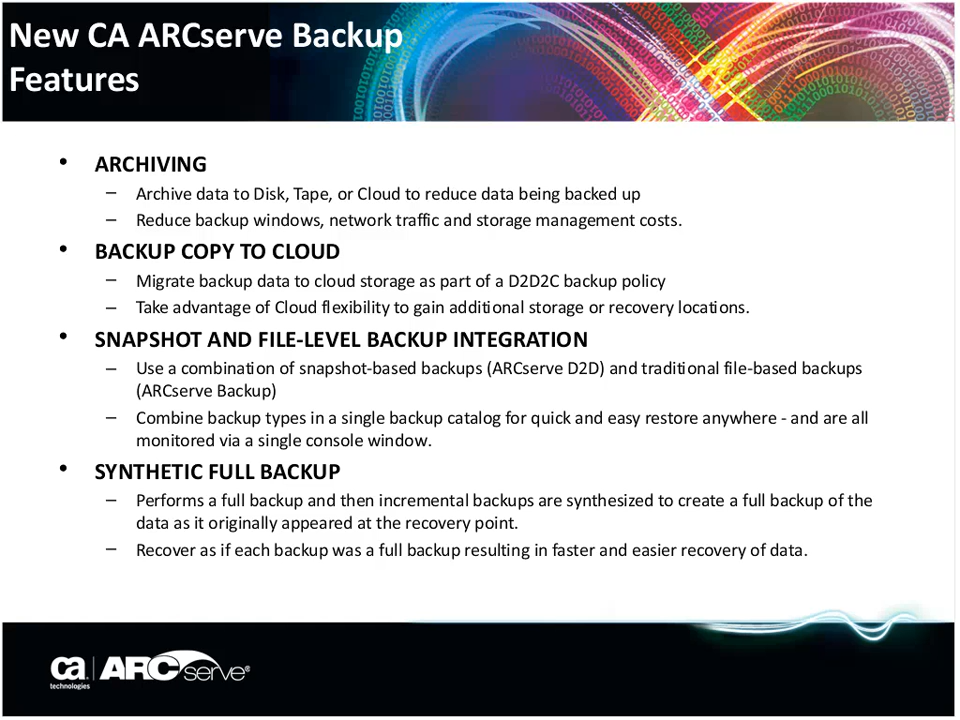 New CA ARCserve Backup
Features
• ARCHIVING
– Archive data to Disk, Tape, or Cloud to reduce data being backed up
– Reduce backup windows, network traffic and storage management costs.
• BACKUP COPY TO CLOUD
– Migrate backup data to cloud storage as part of a D2D2C backup policy
– Take advantage of Cloud flexibility to gain additional storage or recovery locations.
• SNAPSHOT AND FILE-LEVEL BACKUP INTEGRATION
– Use a combination of snapshot-based backups (ARCserve D2D) and traditional file-based backups
(ARCserve Backup)
– Combine backup types in a single backup catalog for quick and easy restore anywhere - and are all
monitored via a single console window.
• SYNTHETIC FULL BACKUP
– Performs a full backup and then incremental backups are synthesized to create a full backup of the
data as it originally appeared at the recovery point.
– Recover as if each backup was a full backup resulting in faster and easier recovery of data.
ca technologies | ARCserve®